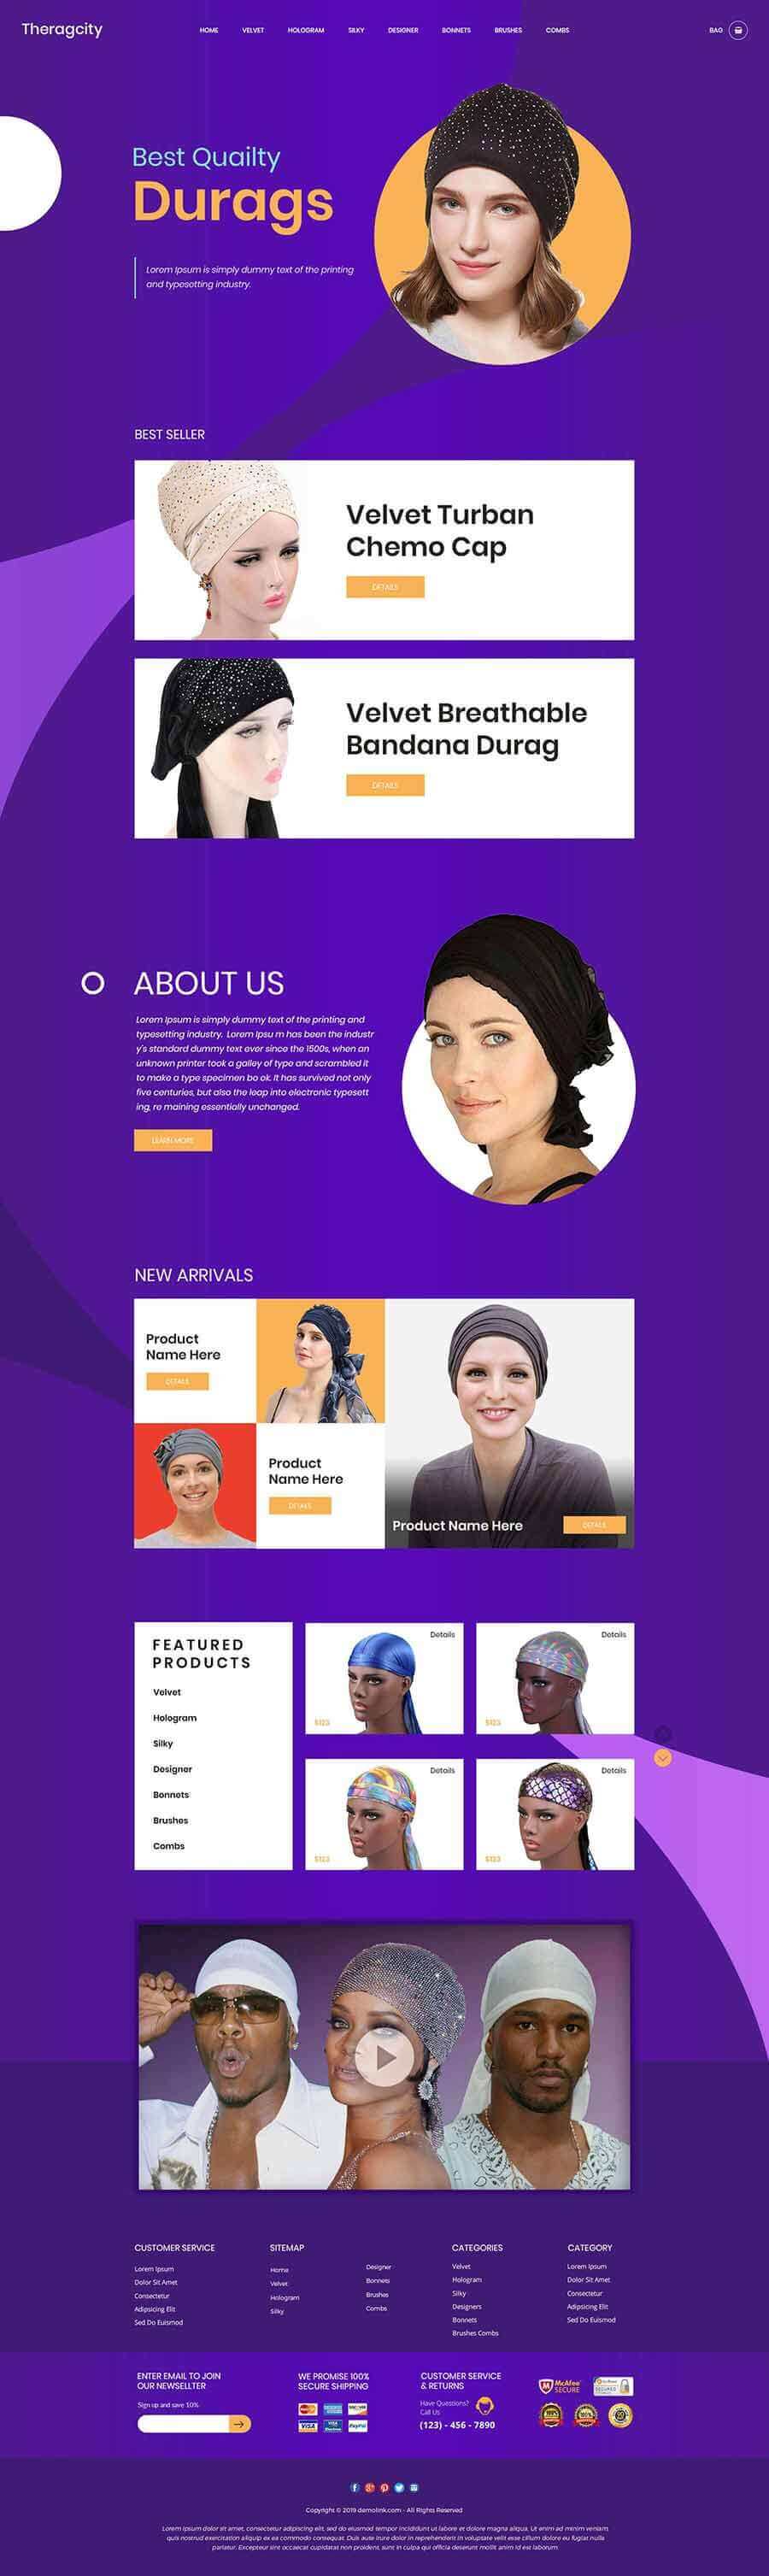 Theragcity
HOME VELVET HOLOGRAM SILKY DESIGNER BONNETS BRUSHES COMBS
BAG
Best Quailty
Durags
Lorem Ipsum is simply dummy text of the printing
and typesetting industry.
BEST SELLER
Velvet Turban
Chemo Cap
DETAILS
Velvet Breathable
Bandana Durag
DETAILS
ABOUT US
Lorem Ipsum is simply dummy text of the printing and
typesetting industry. Lorem Ipsu m has been the industr
y's standard dummy text ever since the 1500s, when an
unknown printer took a galley of type and scrambled it
to make a type specimen bo ok. It has survived not only
five centuries, but also the leap into electronic typesett
ing, re maining essentially unchanged.
LEARN MORE
NEW ARRIVALS
Product
Name Here
DETAILS
Product
Name Here
DETAILS
Product Name Here
DETAILS
FEATURED
PRODUCTS
Velvet
Hologram
Silky
Designer
Bonnets
Brushes
Combs
Details
$123
Details
$123
Details
$123
Details
$123
CUSTOMER SERVICE
Lorem Ipsum
Dolor Sit Amet
Consectetur
Adipsicing Elit
Sed Do Euismod
SITEMAP
Home
Velvet
Hologram
Silky
Designer
Bonnets
Brushes
Combs
CATEGORIES
Velvet
Hologram
Silky
Designers
Bonnets
Brushes Combs
CATEGORY
Lorem Ipsum
Dolor Sit Amet
Consectetur
Adipsicing Elit
Sed Do Euismod
ENTER EMAIL TO JOIN
OUR NEWSELLTER
Sign up and save 10%
WE PROMISE 100%
SECURE SHIPPING
VISA
VISA
PayPal
CUSTOMER SERVICE
& RETURNS
Have Questions?
Call Us
(123) - 456 - 7890
McAfee
SECURE
Copyright © 2019 demolink.com - All Rights Reserved
Lorem ipsum dolor sit amet, consectetur adipiscing elit, sed do eiusmod tempor incididunt ut labore et dolore magna aliqua. Ut enim ad minim veniam,
quis nostrud exercitation aliquip ex ea commodo consequat. Duis aute irure dolor in reprehenderit in voluptate velit esse cillum dolore eu fugiat nulla
pariatur. Excepteur sint occaecat cupidatat non proident, sunt in culpa qui officia deserunt mollit anim id est laborum